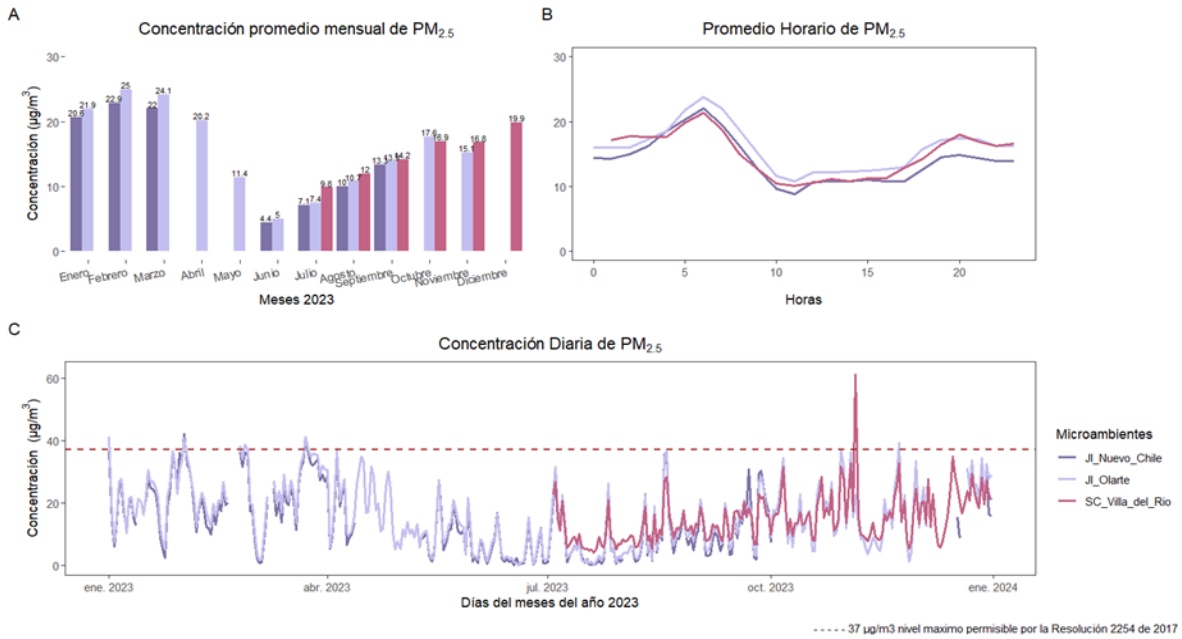 A
Concentración promedio mensual de PM2.5
Concentración (µg/m3)
30
20
10
0
20.6 21.9 22.9 25 22 24.1 20.2 11.4 4.4 5 7.1 7.4 9.8 10 10.7 12 14.2 17.6 16.9 15.1 16.8 19.9
Enero Febrero Marzo Abril Mayo Junio Julio Agosto Septiembre Octubre Noviembre Diciembre
Meses 2023
B
Promedio Horario de PM2.5
30
20
10
0
0 5 10 15 20
Horas
C
Concentración Diaria de PM2.5
Concentración (µg/m3)
60
40
20
0
ene. 2023 abr. 2023 jul. 2023 oct. 2023 ene. 2024
Días del meses del año 2023
Microambientes
JI_Nuevo_Chile
JI_Olarte
SC_Villa_del_Rio
37 µg/m3 nivel maximo permisible por la Resolución 2254 de 2017